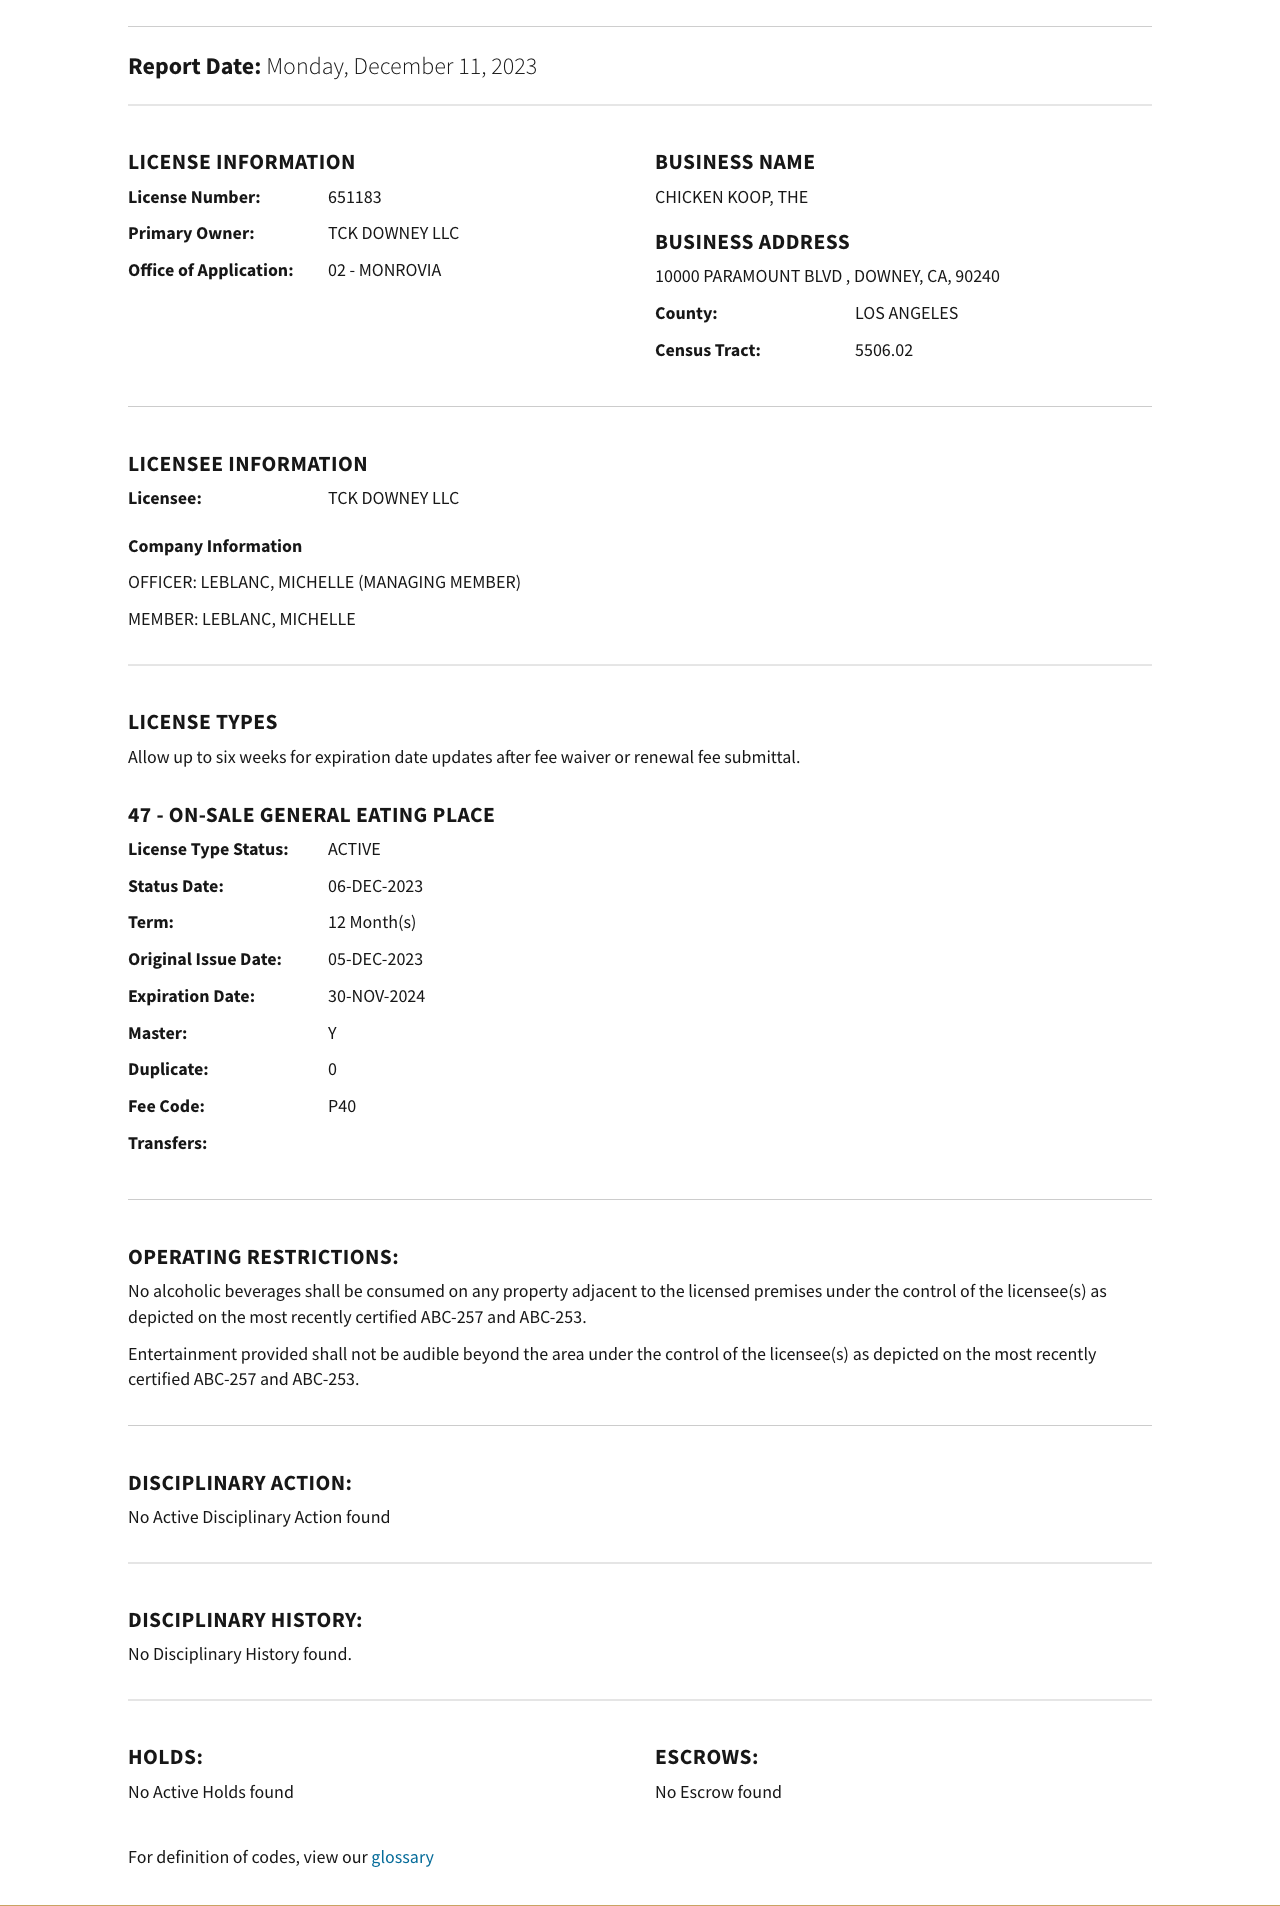 Report Date: Monday, December 11, 2023
LICENSE INFORMATION
License Number: 651183
Primary Owner: TCK DOWNEY LLC
Office of Application: 02 - MONROVIA
BUSINESS NAME
CHICKEN KOOP, THE
BUSINESS ADDRESS
10000 PARAMOUNT BLVD , DOWNEY, CA, 90240
County: LOS ANGELES
Census Tract: 5506.02
LICENSEE INFORMATION
Licensee: TCK DOWNEY LLC
Company Information
OFFICER: LEBLANC, MICHELLE (MANAGING MEMBER)
MEMBER: LEBLANC, MICHELLE
LICENSE TYPES
Allow up to six weeks for expiration date updates after fee waiver or renewal fee submittal.
47 - ON-SALE GENERAL EATING PLACE
License Type Status: ACTIVE
Status Date: 06-DEC-2023
Term: 12 Month(s)
Original Issue Date: 05-DEC-2023
Expiration Date: 30-NOV-2024
Master: Y
Duplicate: 0
Fee Code: P40
Transfers:
OPERATING RESTRICTIONS:
No alcoholic beverages shall be consumed on any property adjacent to the licensed premises under the control of the licensee(s) as
depicted on the most recently certified ABC-257 and ABC-253.
Entertainment provided shall not be audible beyond the area under the control of the licensee(s) as depicted on the most recently
certified ABC-257 and ABC-253.
DISCIPLINARY ACTION:
No Active Disciplinary Action found
DISCIPLINARY HISTORY:
No Disciplinary History found.
HOLDS:
No Active Holds found
ESCROWS:
No Escrow found
For definition of codes, view our glossary